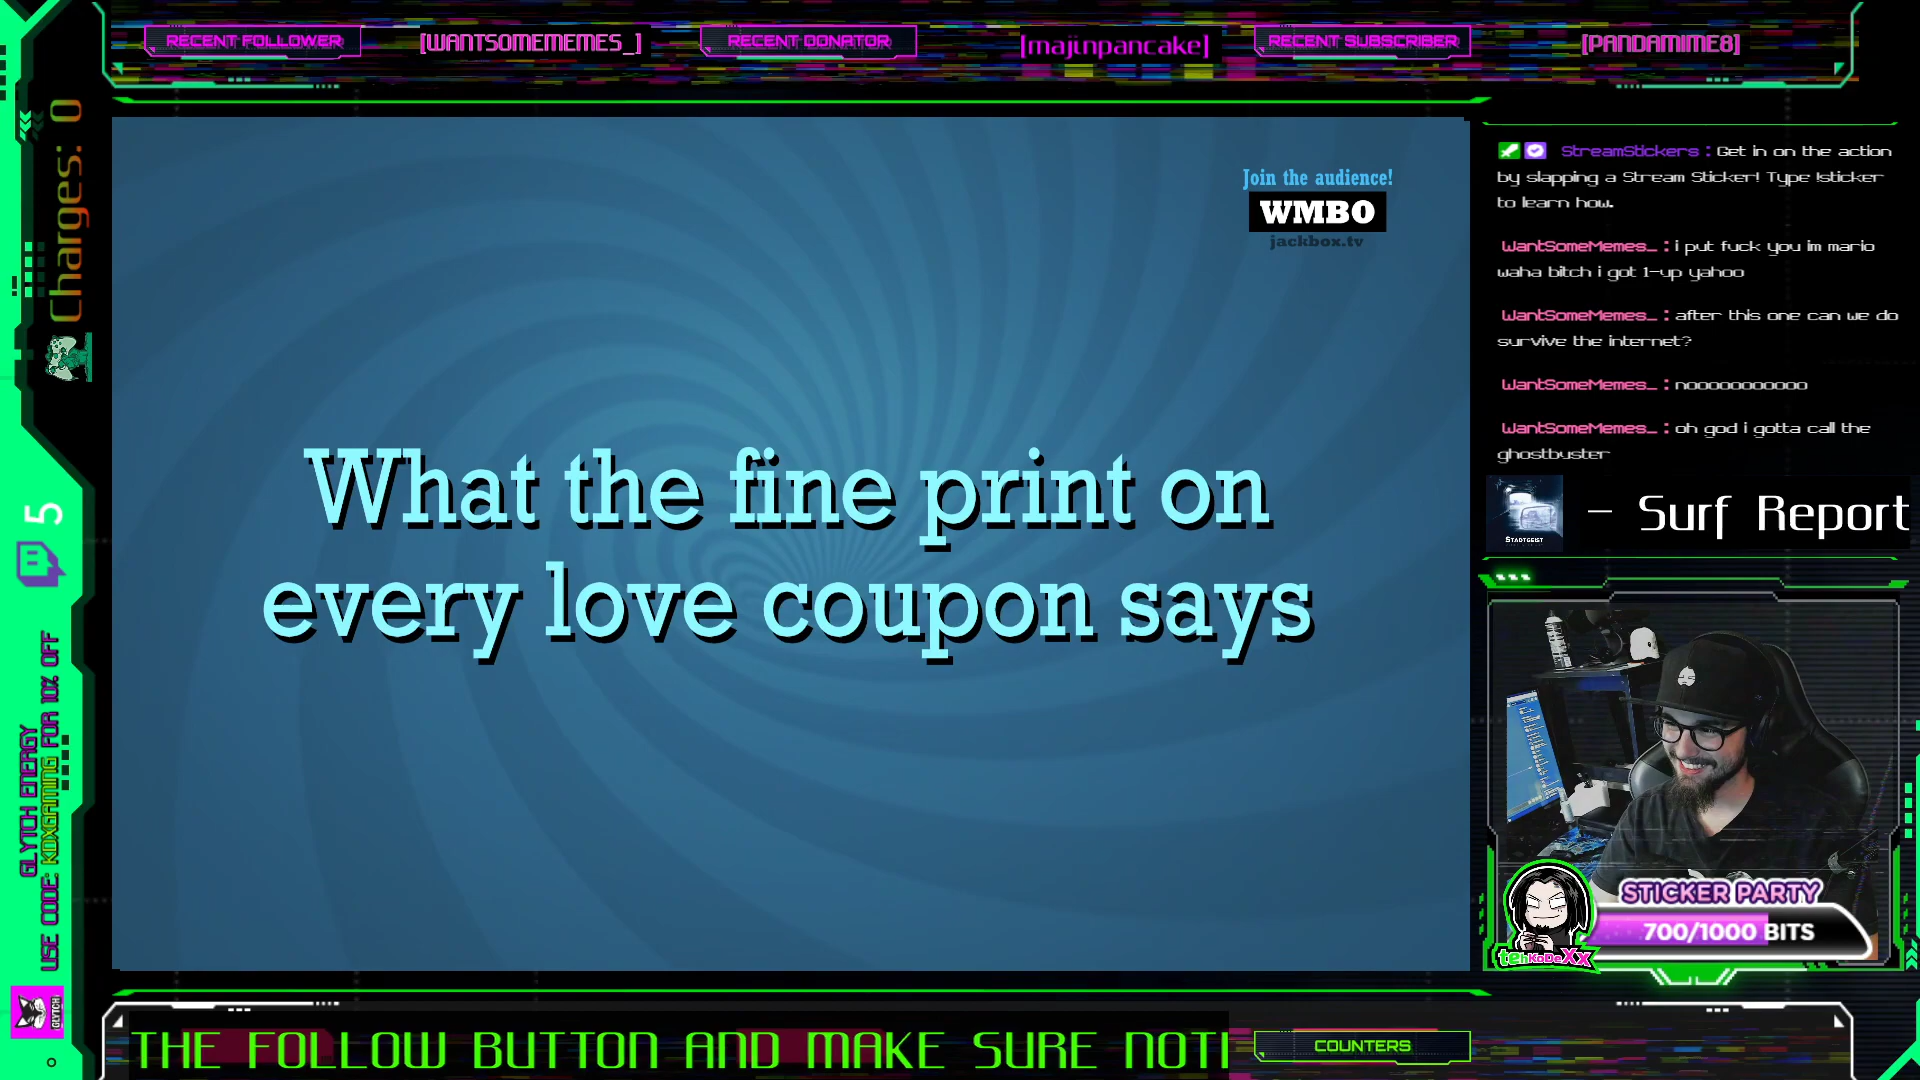 RECENT FOLLOWER
[WANTSOMEMEMES_]
RECENT DONATOR
[majinpancake]
RECENT SUBSCRIBER
[PANDAMIME8]
Charges: 0
5
GLYTCH ENERGY
USE CODE: KDXGAMING FOR 10% OFF
GLYTCH
Join the audience!
WMBO
jackbox.tv
What the fine print on
every love coupon says
StreamStickers : Get in on the action
by slapping a Stream Sticker! Type !sticker
to learn how.
WantSomeMemes_ : i put fuck you im mario
waha bitch i got 1-up yahoo
WantSomeMemes_ : after this one can we do
survive the internet?
WantSomeMemes_ : nooooooooooo
WantSomeMemes_ : oh god i gotta call the
ghostbuster
STADTGEIST
- Surf Report
STICKER PARTY
700/1000 BITS
tehKoDeXx
THE FOLLOW BUTTON AND MAKE SURE NOTI
COUNTERS